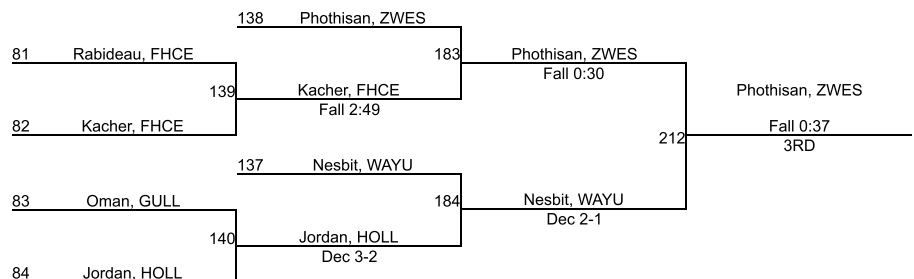 138 Phothisan, ZWES
81 Rabideau, FHCE
183 Phothisan, ZWES
Fall 0:30
139 Kacher, FHCE
Fall 2:49
Phothisan, ZWES
82 Kacher, FHCE
212 Fall 0:37
3RD
137 Nesbit, WAYU
83 Oman, GULL
184 Nesbit, WAYU
Dec 2-1
140 Jordan, HOLL
Dec 3-2
84 Jordan, HOLL